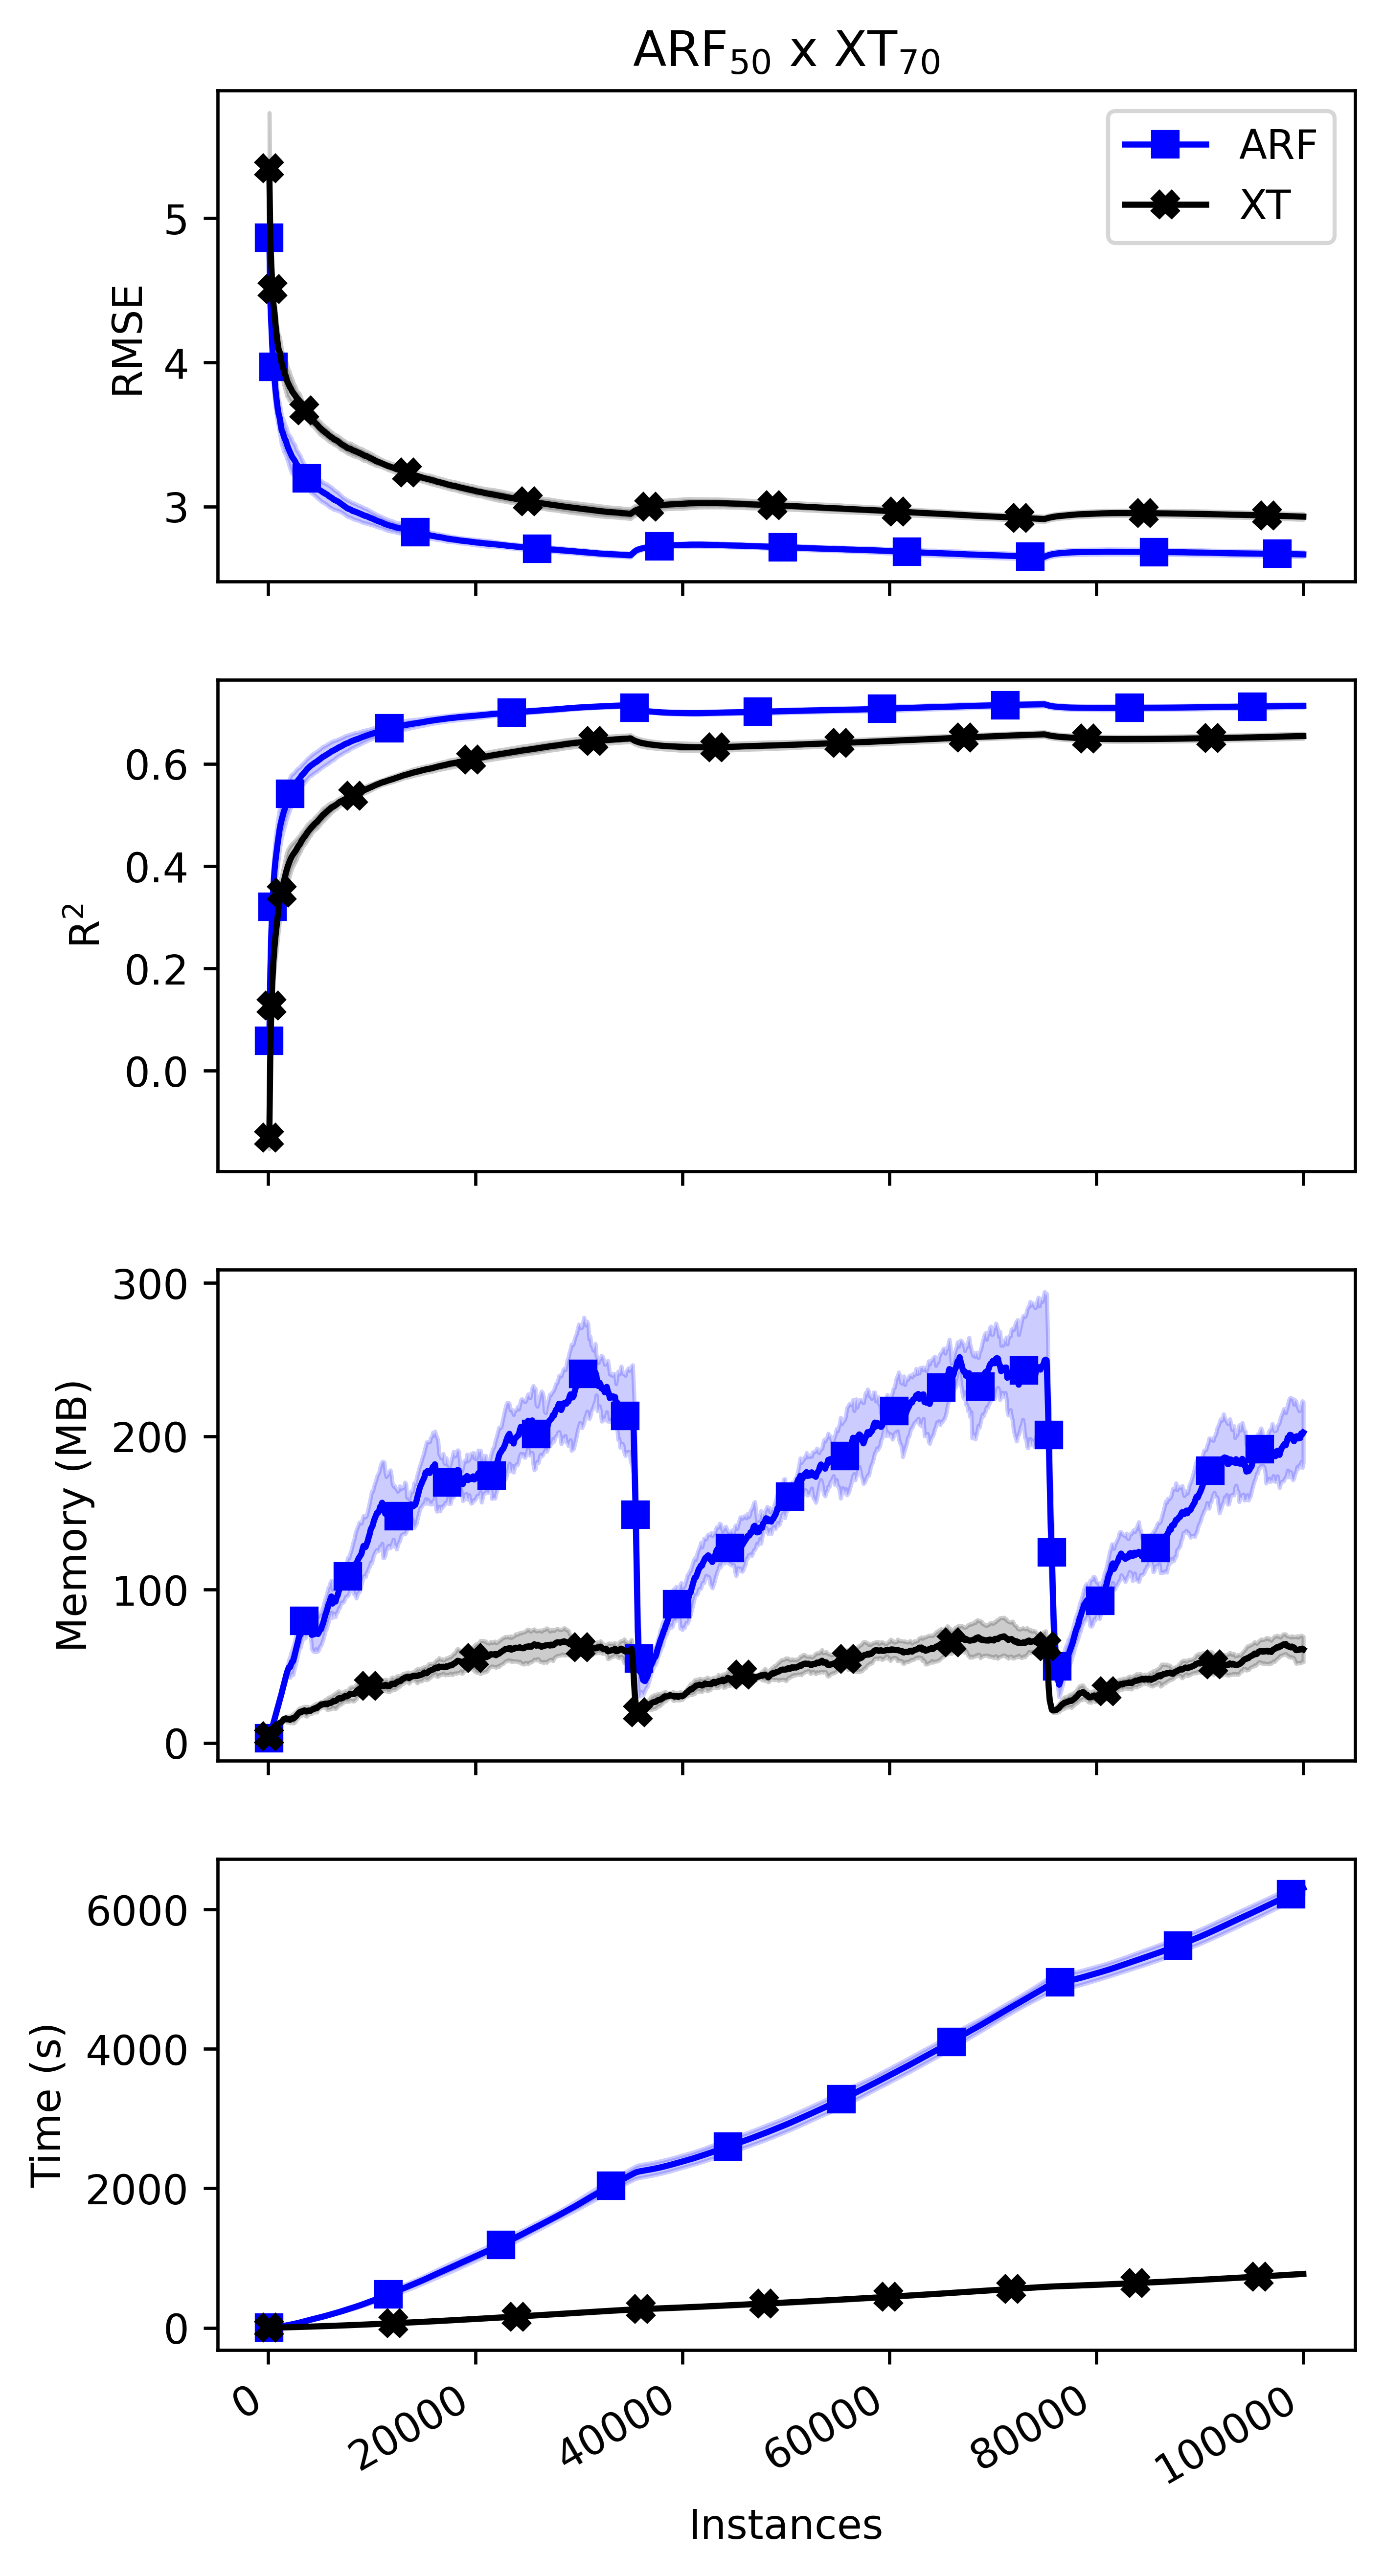 ARF₅₀ x XT₇₀
ARF
XT
RMSE
5
4
3
R²
0.6
0.4
0.2
0.0
Memory (MB)
300
200
100
0
Time (s)
6000
4000
2000
0
0
20000
40000
60000
80000
100000
Instances